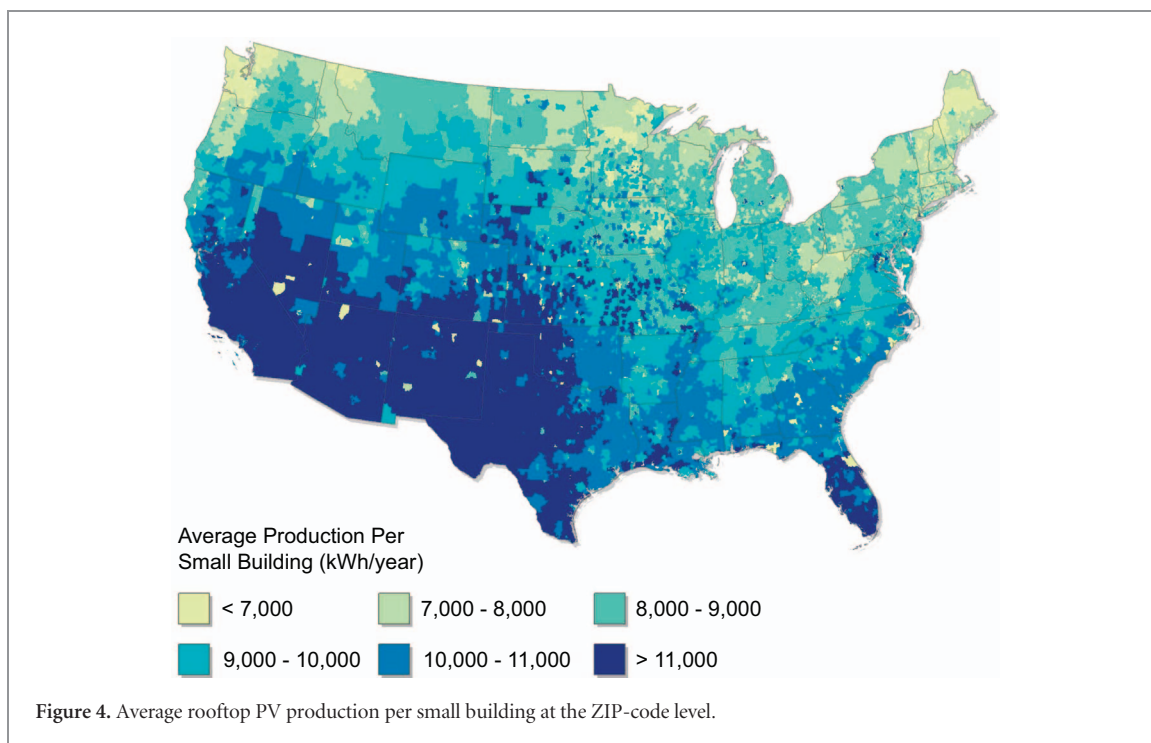 Average Production Per
Small Building (kWh/year)
< 7,000
7,000 - 8,000
8,000 - 9,000
9,000 - 10,000
10,000 - 11,000
> 11,000
Figure 4. Average rooftop PV production per small building at the ZIP-code level.